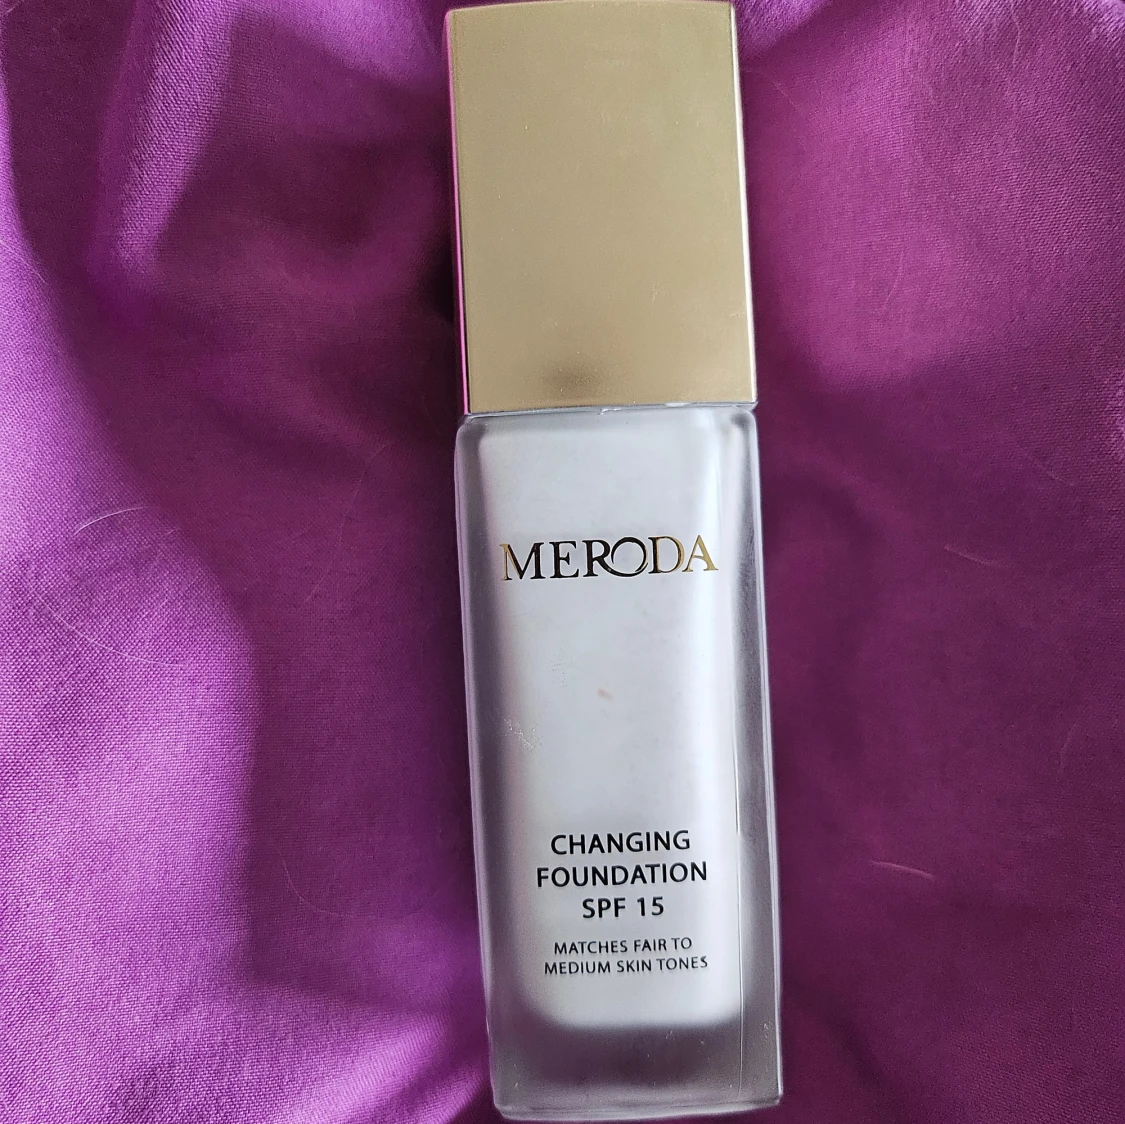 MERODA
CHANGING
FOUNDATION
SPF 15
MATCHES FAIR TO
MEDIUM SKIN TONES